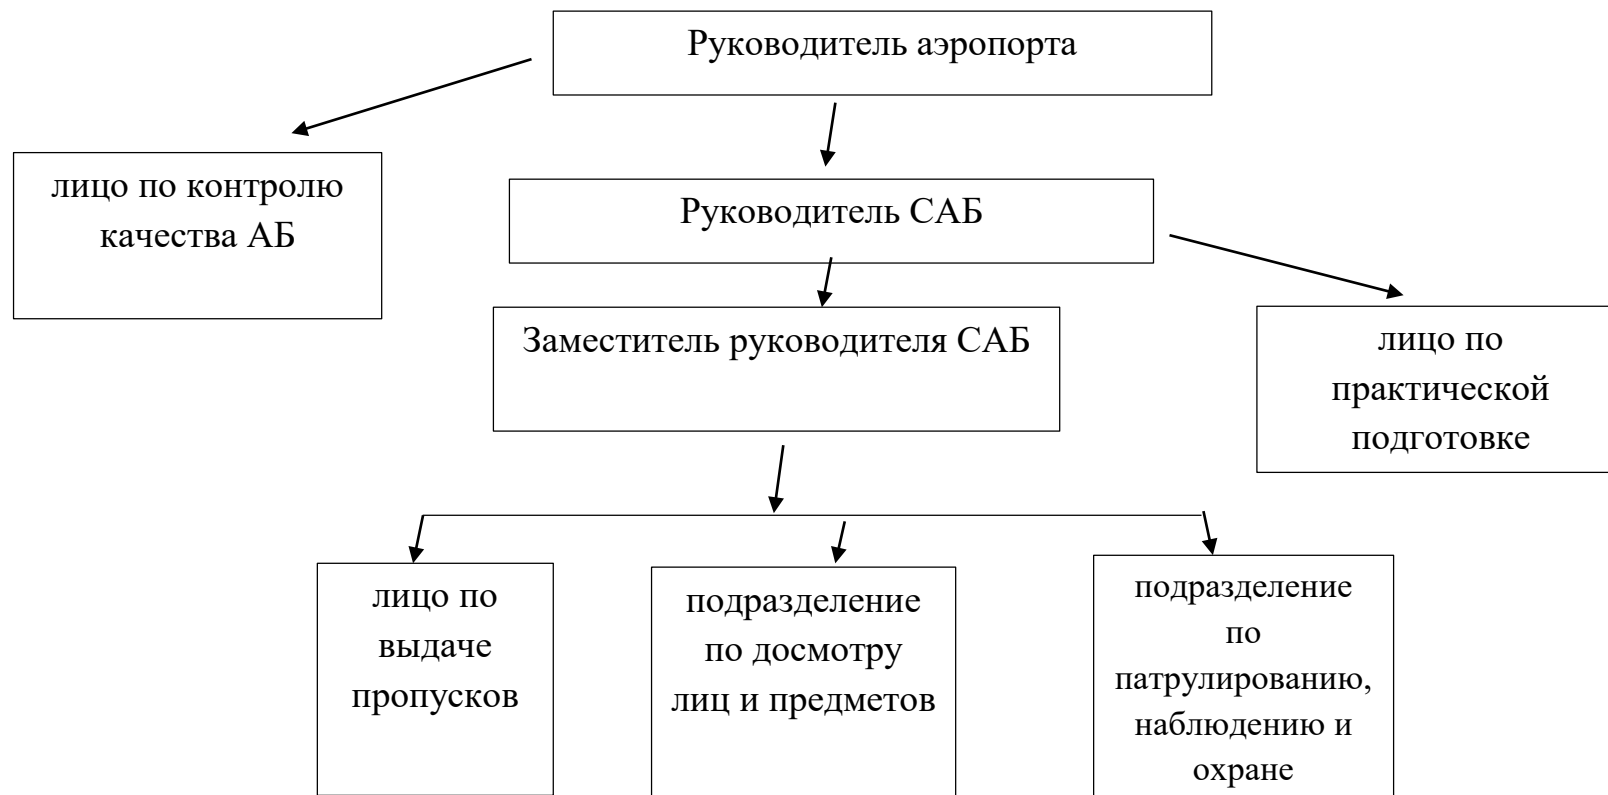 Руководитель аэропорта
лицо по контролю
качества АБ
Руководитель САБ
Заместитель руководителя САБ
лицо по
практической
подготовке
лицо по
выдаче
пропусков
подразделение
по досмотру
лиц и предметов
подразделение
по
патрулированию,
наблюдению и
охране